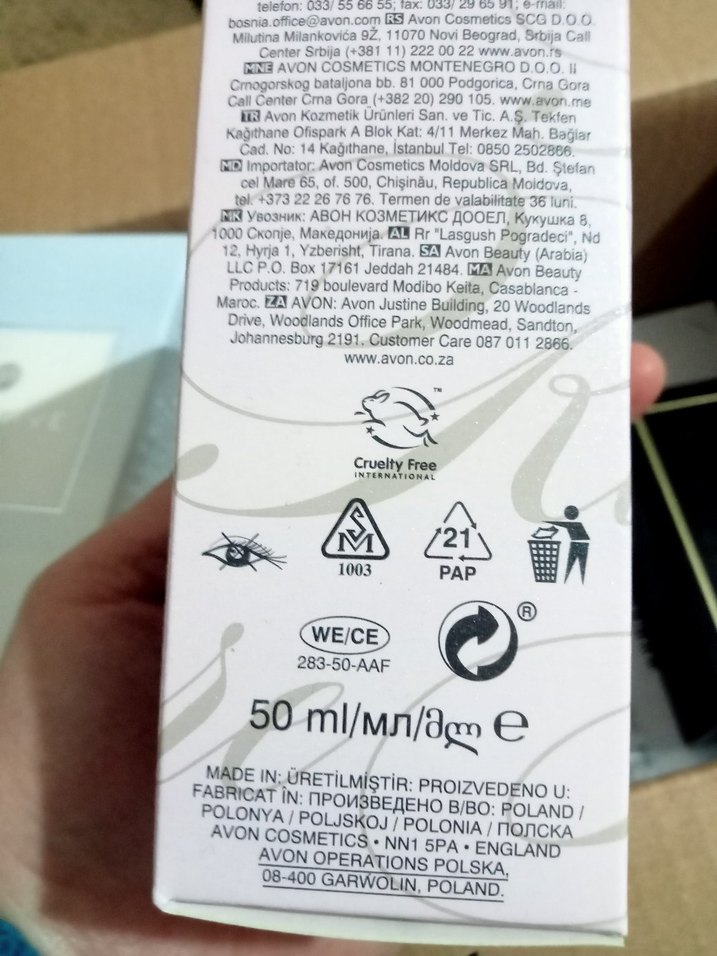 telefon: 033/ 55 66 55; fax: 033/ 29 65 91; e-mail:
bosnia.office@avon.com RS Avon Cosmetics SCG D.O.O.
Milutina Milankovića 9Ž, 11070 Novi Beograd, Srbija Call
Center Srbija (+381 11) 222 00 22 www.avon.rs
MNE AVON COSMETICS MONTENEGRO D.O.O. II
Crnogorskog bataljona bb. 81 000 Podgorica, Crna Gora
Call Center Crna Gora (+382 20) 290 105. www.avon.me
TR Avon Kozmetik Ürünleri San. ve Tic. A.Ş. Tekfen
Kağıthane Ofispark A Blok Kat: 4/11 Merkez Mah. Bağlar
Cad. No: 14 Kağıthane, İstanbul Tel: 0850 2502866.
MD Importator: Avon Cosmetics Moldova SRL, Bd. Ştefan
cel Mare 65, of. 500, Chişinău, Republica Moldova,
tel. +373 22 26 76 76. Termen de valabilitate 36 luni.
MK Увозник: АВОН КОЗМЕТИКС ДООЕЛ, Кукушка 8,
1000 Скопје, Македонија. AL Rr "Lasgush Pogradeci", Nd
12, Hyrja 1, Yzberisht, Tirana. SA Avon Beauty (Arabia)
LLC P.O. Box 17161 Jeddah 21484. MA Avon Beauty
Products: 719 boulevard Modibo Keita, Casablanca -
Maroc. ZA AVON: Avon Justine Building, 20 Woodlands
Drive, Woodlands Office Park, Woodmead, Sandton,
Johannesburg 2191. Customer Care 087 011 2866.
www.avon.co.za
TM
Cruelty Free
INTERNATIONAL
SM
1003
21
PAP
WE/CE
283-50-AAF
®
50 ml/мл/მლ e
MADE IN: ÜRETİLMİŞTİR: PROIZVEDENO U:
FABRICAT ÎN: ПРОИЗВЕДЕНО В/ВО: POLAND /
POLONYA / POLJSKOJ / POLONIA / ПОЛСКА
AVON COSMETICS • NN1 5PA • ENGLAND
AVON OPERATIONS POLSKA,
08-400 GARWOLIN, POLAND.